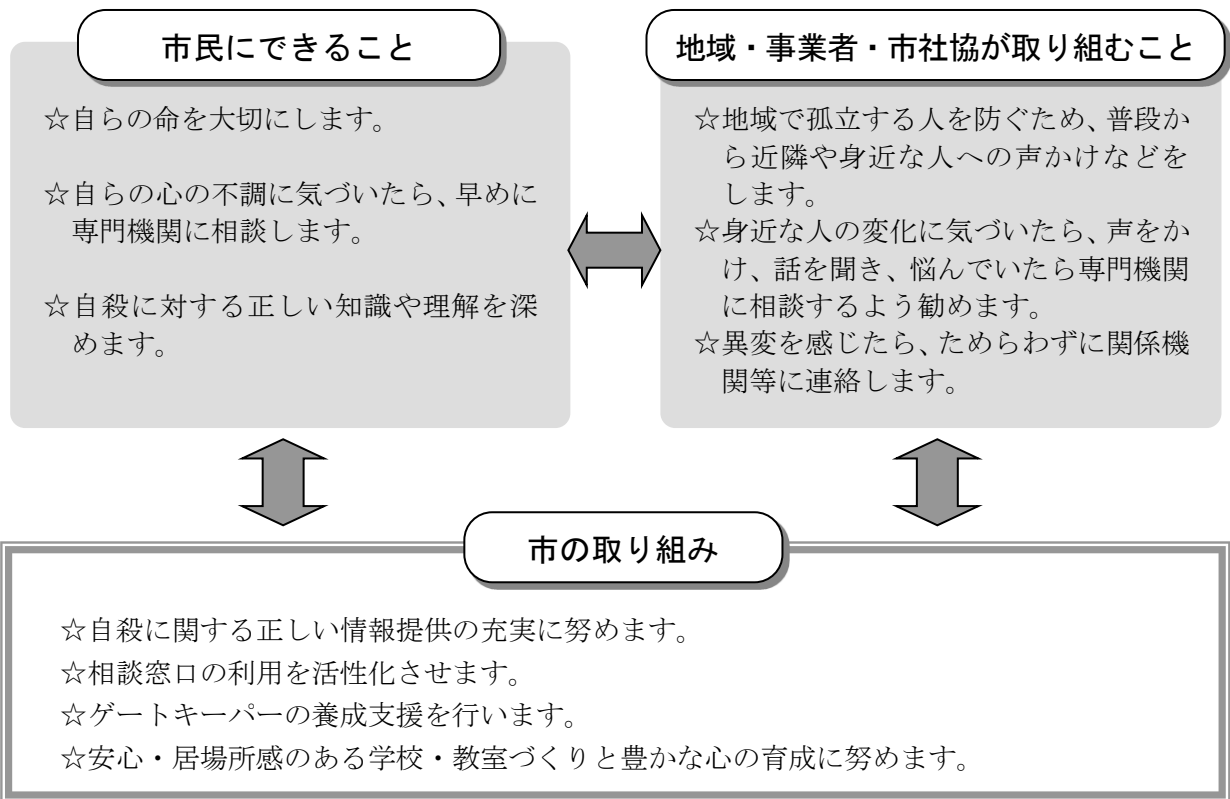 市民にできること
☆自らの命を大切にします。
☆自らの心の不調に気づいたら、早めに
専門機関に相談します。
☆自殺に対する正しい知識や理解を深
めます。
地域・事業者・市社協が取り組むこと
☆地域で孤立する人を防ぐため、普段か
ら近隣や身近な人への声かけなどを
します。
☆身近な人の変化に気づいたら、声をか
け、話を聞き、悩んでいたら専門機関
に相談するよう勧めます。
☆異変を感じたら、ためらわずに関係機
関等に連絡します。
市の取り組み
☆自殺に関する正しい情報提供の充実に努めます。
☆相談窓口の利用を活性化させます。
☆ゲートキーパーの養成支援を行います。
☆安心・居場所感のある学校・教室づくりと豊かな心の育成に努めます。